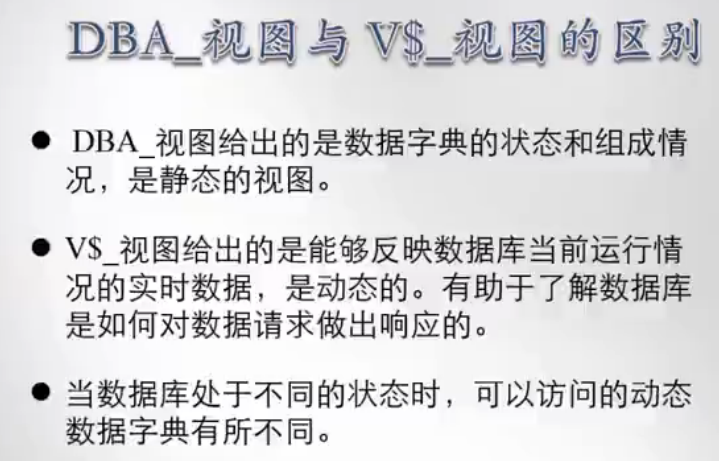 DBA_视图与 V$_视图的区别
● DBA_视图给出的是数据字典的状态和组成情
况，是静态的视图。
● V$_视图给出的是能够反映数据库当前运行情
况的实时数据，是动态的。有助于了解数据库
是如何对数据请求做出响应的。
● 当数据库处于不同的状态时，可以访问的动态
数据字典有所不同。